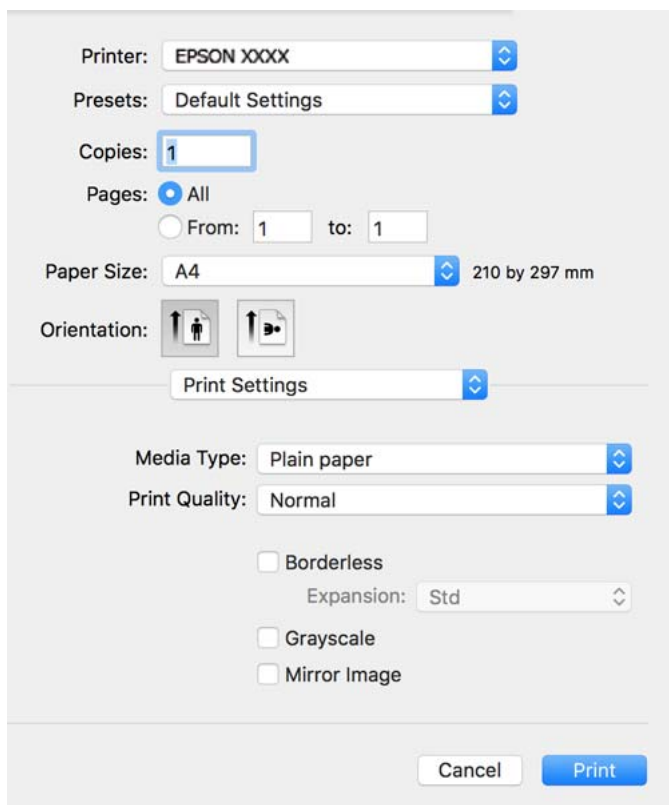 Printer: EPSON XXXX
Presets: Default Settings
Copies: 1
Pages: All
From: 1 to: 1
Paper Size: A4 210 by 297 mm
Orientation:
Print Settings
Media Type: Plain paper
Print Quality: Normal
Borderless
Expansion: Std
Grayscale
Mirror Image
Cancel Print